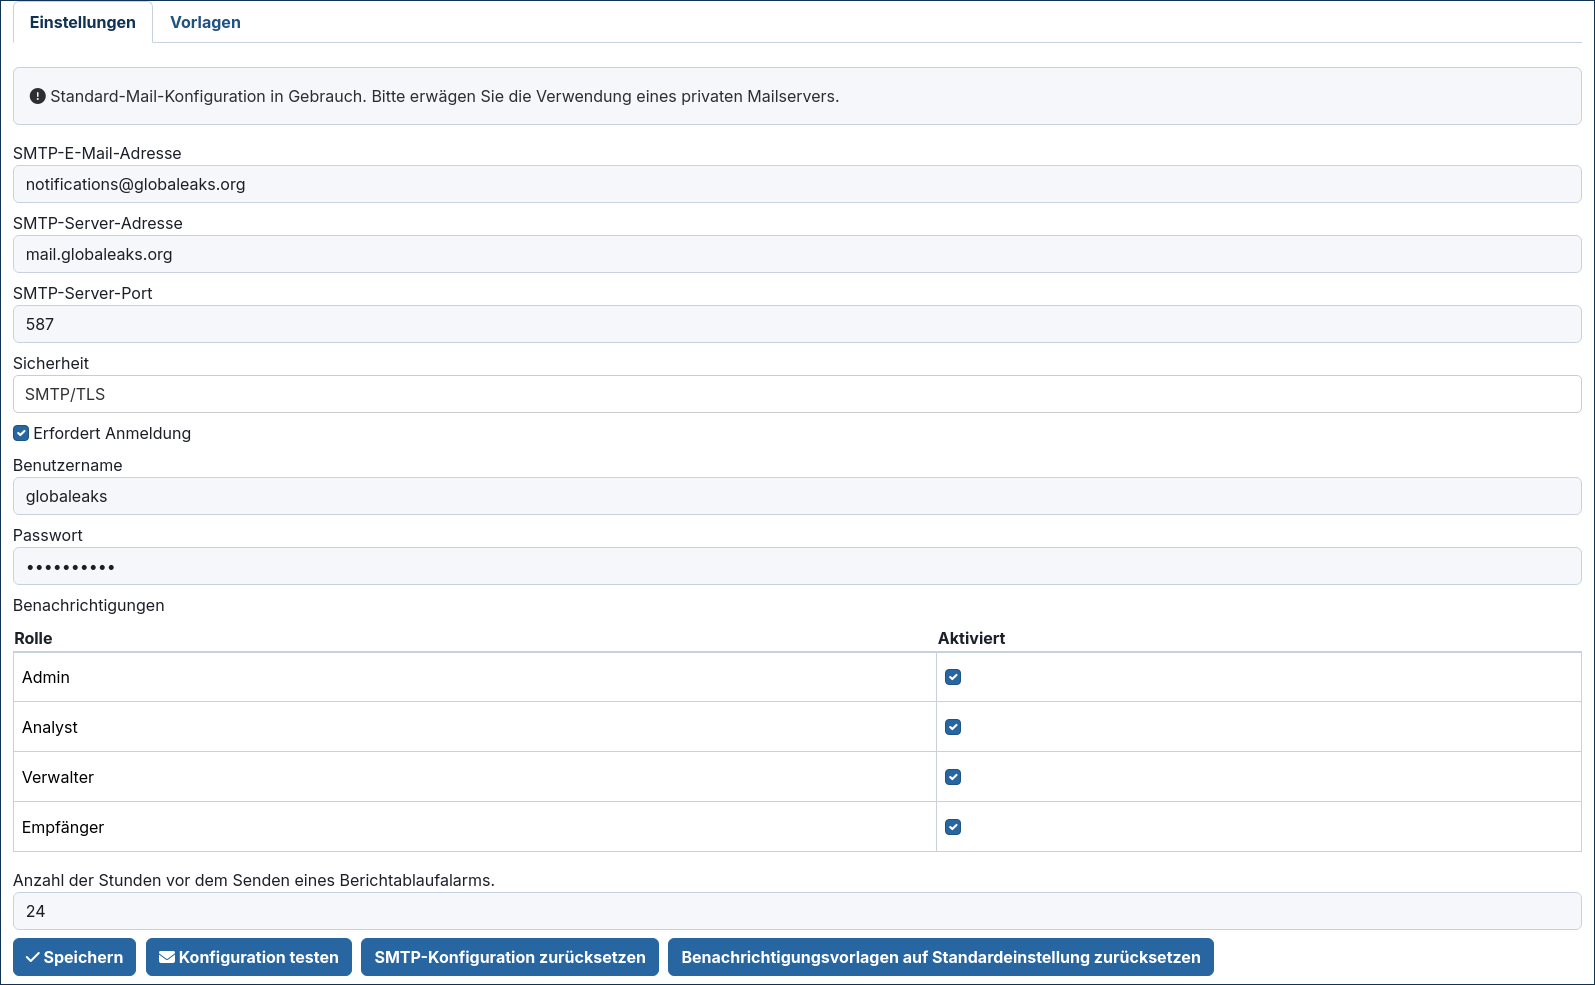 Einstellungen Vorlagen
Standard-Mail-Konfiguration in Gebrauch. Bitte erwägen Sie die Verwendung eines privaten Mailservers.
SMTP-E-Mail-Adresse
notifications@globaleaks.org
SMTP-Server-Adresse
mail.globaleaks.org
SMTP-Server-Port
587
Sicherheit
SMTP/TLS
Erfordert Anmeldung
Benutzername
globaleaks
Passwort
••••••••••
Benachrichtigungen
Rolle Aktiviert
Admin
Analyst
Verwalter
Empfänger
Anzahl der Stunden vor dem Senden eines Berichtablaufalarms.
24
Speichern Konfiguration testen SMTP-Konfiguration zurücksetzen Benachrichtigungsvorlagen auf Standardeinstellung zurücksetzen